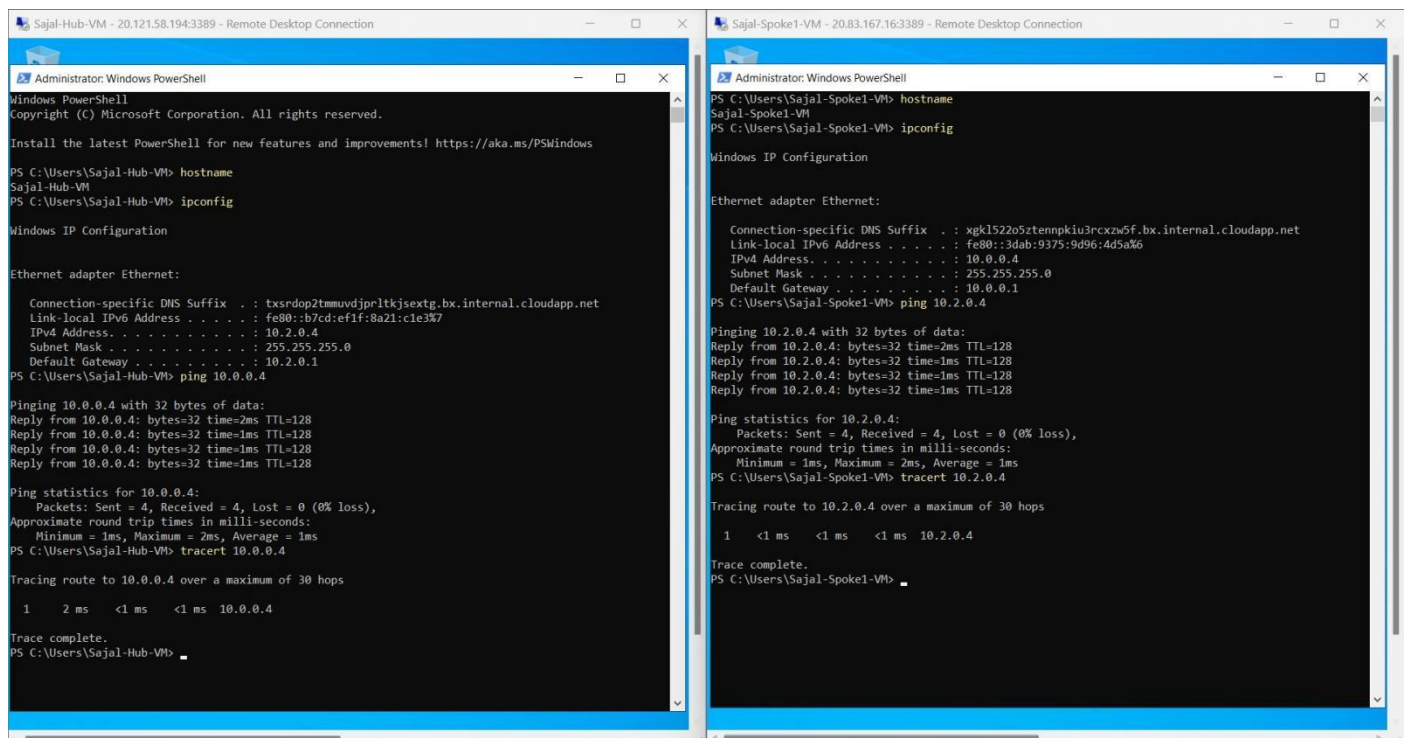 Sajal-Hub-VM - 20.121.58.194:3389 - Remote Desktop Connection
Administrator: Windows PowerShell
Windows PowerShell
Copyright (C) Microsoft Corporation. All rights reserved.
Install the latest PowerShell for new features and improvements! https://aka.ms/PSWindows
PS C:\Users\Sajal-Hub-VM> hostname
Sajal-Hub-VM
PS C:\Users\Sajal-Hub-VM> ipconfig
Windows IP Configuration
Ethernet adapter Ethernet:
Connection-specific DNS Suffix  . : txsrdop2tmmuvdjprltkjsextg.bx.internal.cloudapp.net
Link-local IPv6 Address . . . . . : fe80::b7cd:ef1f:8a21:c1e3%7
IPv4 Address. . . . . . . . . . . : 10.2.0.4
Subnet Mask . . . . . . . . . . . : 255.255.255.0
Default Gateway . . . . . . . . . : 10.2.0.1
PS C:\Users\Sajal-Hub-VM> ping 10.0.0.4
Pinging 10.0.0.4 with 32 bytes of data:
Reply from 10.0.0.4: bytes=32 time=2ms TTL=128
Reply from 10.0.0.4: bytes=32 time=1ms TTL=128
Reply from 10.0.0.4: bytes=32 time=1ms TTL=128
Reply from 10.0.0.4: bytes=32 time=1ms TTL=128
Ping statistics for 10.0.0.4:
Packets: Sent = 4, Received = 4, Lost = 0 (0% loss),
Approximate round trip times in milli-seconds:
Minimum = 1ms, Maximum = 2ms, Average = 1ms
PS C:\Users\Sajal-Hub-VM> tracert 10.0.0.4
Tracing route to 10.0.0.4 over a maximum of 30 hops
1     2 ms    <1 ms    <1 ms  10.0.0.4
Trace complete.
PS C:\Users\Sajal-Hub-VM>
Sajal-Spoke1-VM - 20.83.167.16:3389 - Remote Desktop Connection
Administrator: Windows PowerShell
PS C:\Users\Sajal-Spoke1-VM> hostname
Sajal-Spoke1-VM
PS C:\Users\Sajal-Spoke1-VM> ipconfig
Windows IP Configuration
Ethernet adapter Ethernet:
Connection-specific DNS Suffix  . : xgkl522o5ztennpkiu3rcxzw5f.bx.internal.cloudapp.net
Link-local IPv6 Address . . . . . : fe80::3dab:9375:9d96:4d5a%6
IPv4 Address. . . . . . . . . . . : 10.0.0.4
Subnet Mask . . . . . . . . . . . : 255.255.255.0
Default Gateway . . . . . . . . . : 10.0.0.1
PS C:\Users\Sajal-Spoke1-VM> ping 10.2.0.4
Pinging 10.2.0.4 with 32 bytes of data:
Reply from 10.2.0.4: bytes=32 time=2ms TTL=128
Reply from 10.2.0.4: bytes=32 time=1ms TTL=128
Reply from 10.2.0.4: bytes=32 time=1ms TTL=128
Reply from 10.2.0.4: bytes=32 time=1ms TTL=128
Ping statistics for 10.2.0.4:
Packets: Sent = 4, Received = 4, Lost = 0 (0% loss),
Approximate round trip times in milli-seconds:
Minimum = 1ms, Maximum = 2ms, Average = 1ms
PS C:\Users\Sajal-Spoke1-VM> tracert 10.2.0.4
Tracing route to 10.2.0.4 over a maximum of 30 hops
1    <1 ms    <1 ms    <1 ms  10.2.0.4
Trace complete.
PS C:\Users\Sajal-Spoke1-VM>